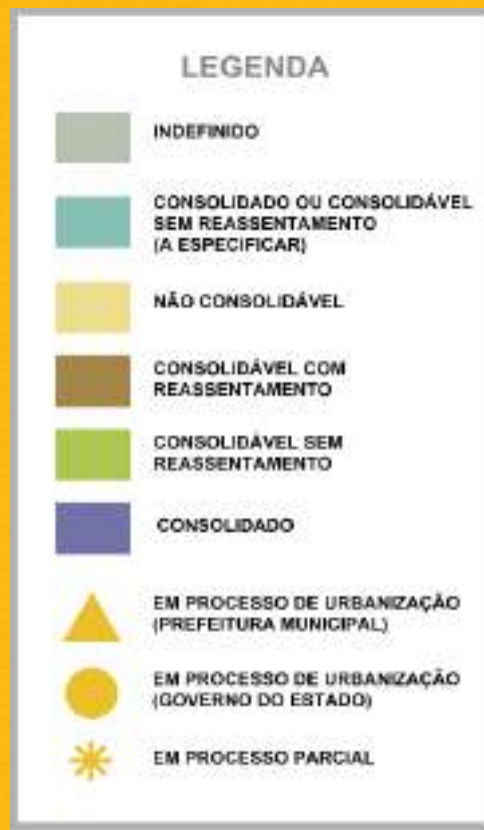 LEGENDA
INDEFINIDO
CONSOLIDADO OU CONSOLIDÁVEL
SEM REASSENTAMENTO
(A ESPECIFICAR)
NÃO CONSOLIDÁVEL
CONSOLIDÁVEL COM
REASSENTAMENTO
CONSOLIDÁVEL SEM
REASSENTAMENTO
CONSOLIDADO
EM PROCESSO DE URBANIZAÇÃO
(PREFEITURA MUNICIPAL)
EM PROCESSO DE URBANIZAÇÃO
(GOVERNO DO ESTADO)
EM PROCESSO PARCIAL